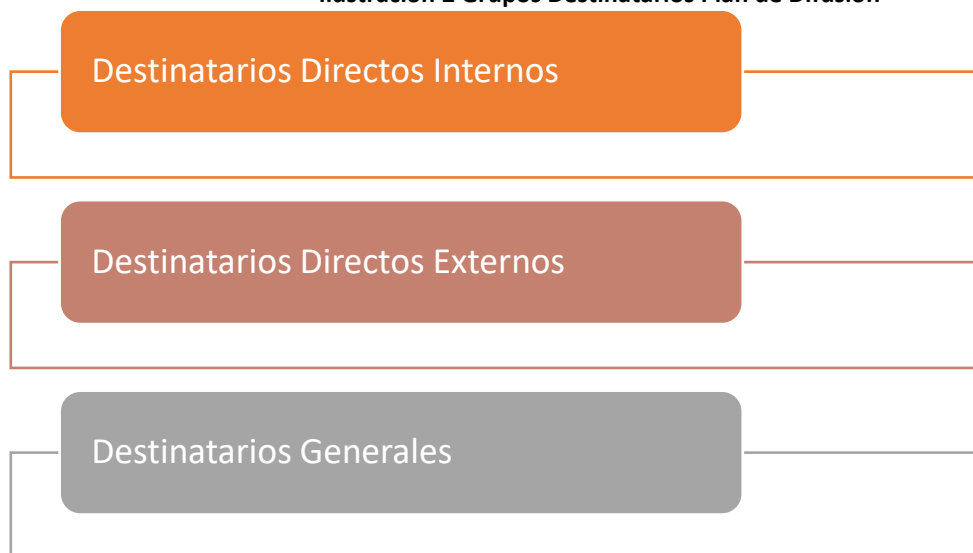 Ilustración 2 Grupos Destinatarios Plan de Difusión
Destinatarios Directos Internos
Destinatarios Directos Externos
Destinatarios Generales